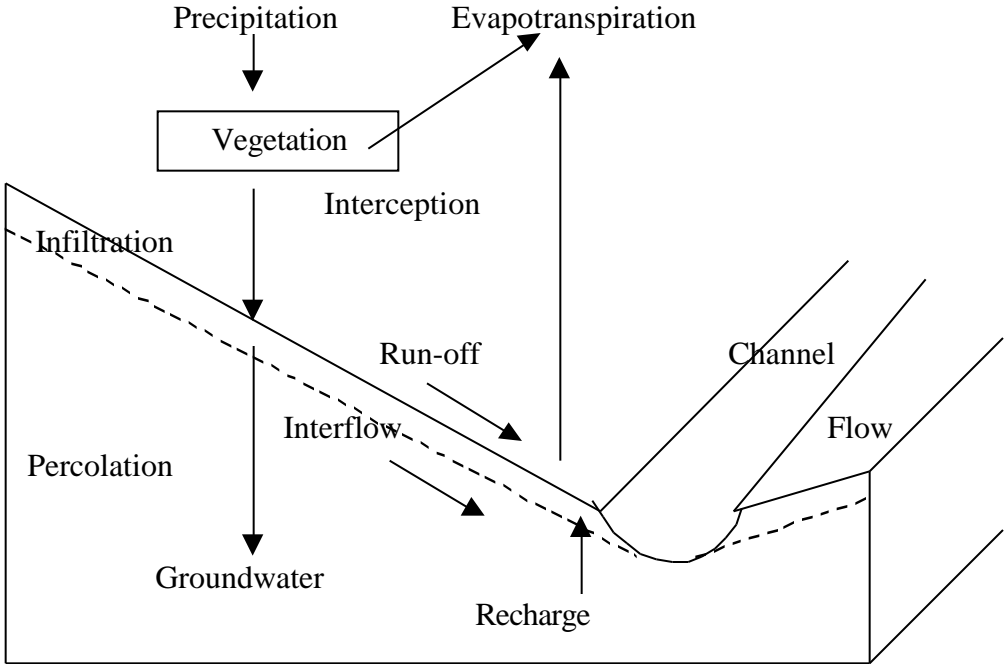 Precipitation
Evapotranspiration
Vegetation
Interception
Infiltration
Run-off
Channel
Interflow
Flow
Percolation
Groundwater
Recharge